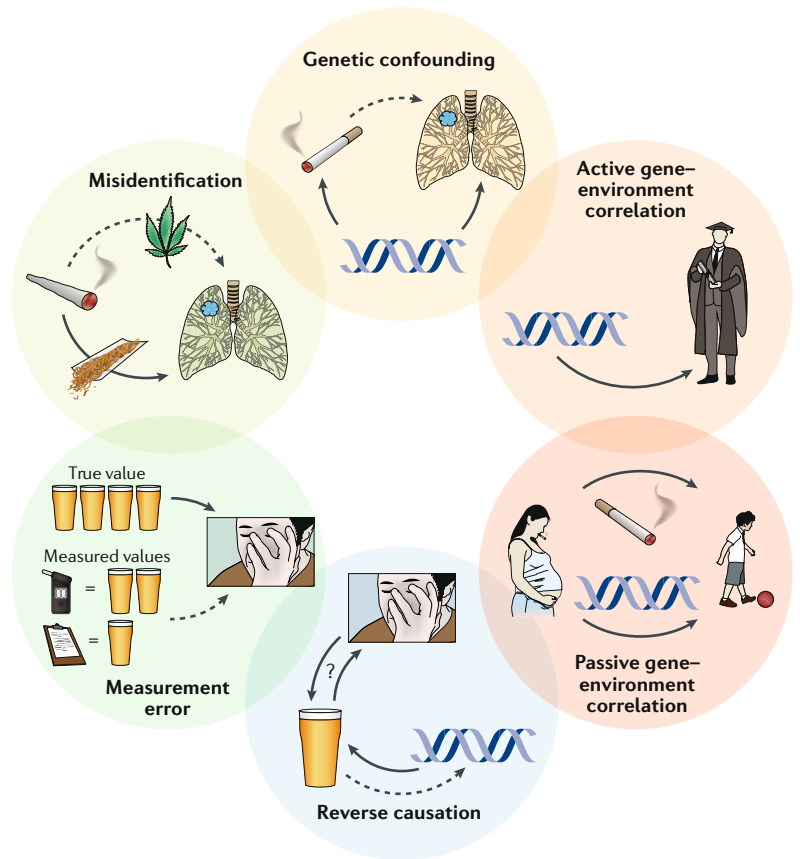 Genetic confounding
Active gene–
environment
correlation
Misidentification
True value
Measured values
=
=
Measurement
error
Passive gene–
environment
correlation
?
Reverse causation